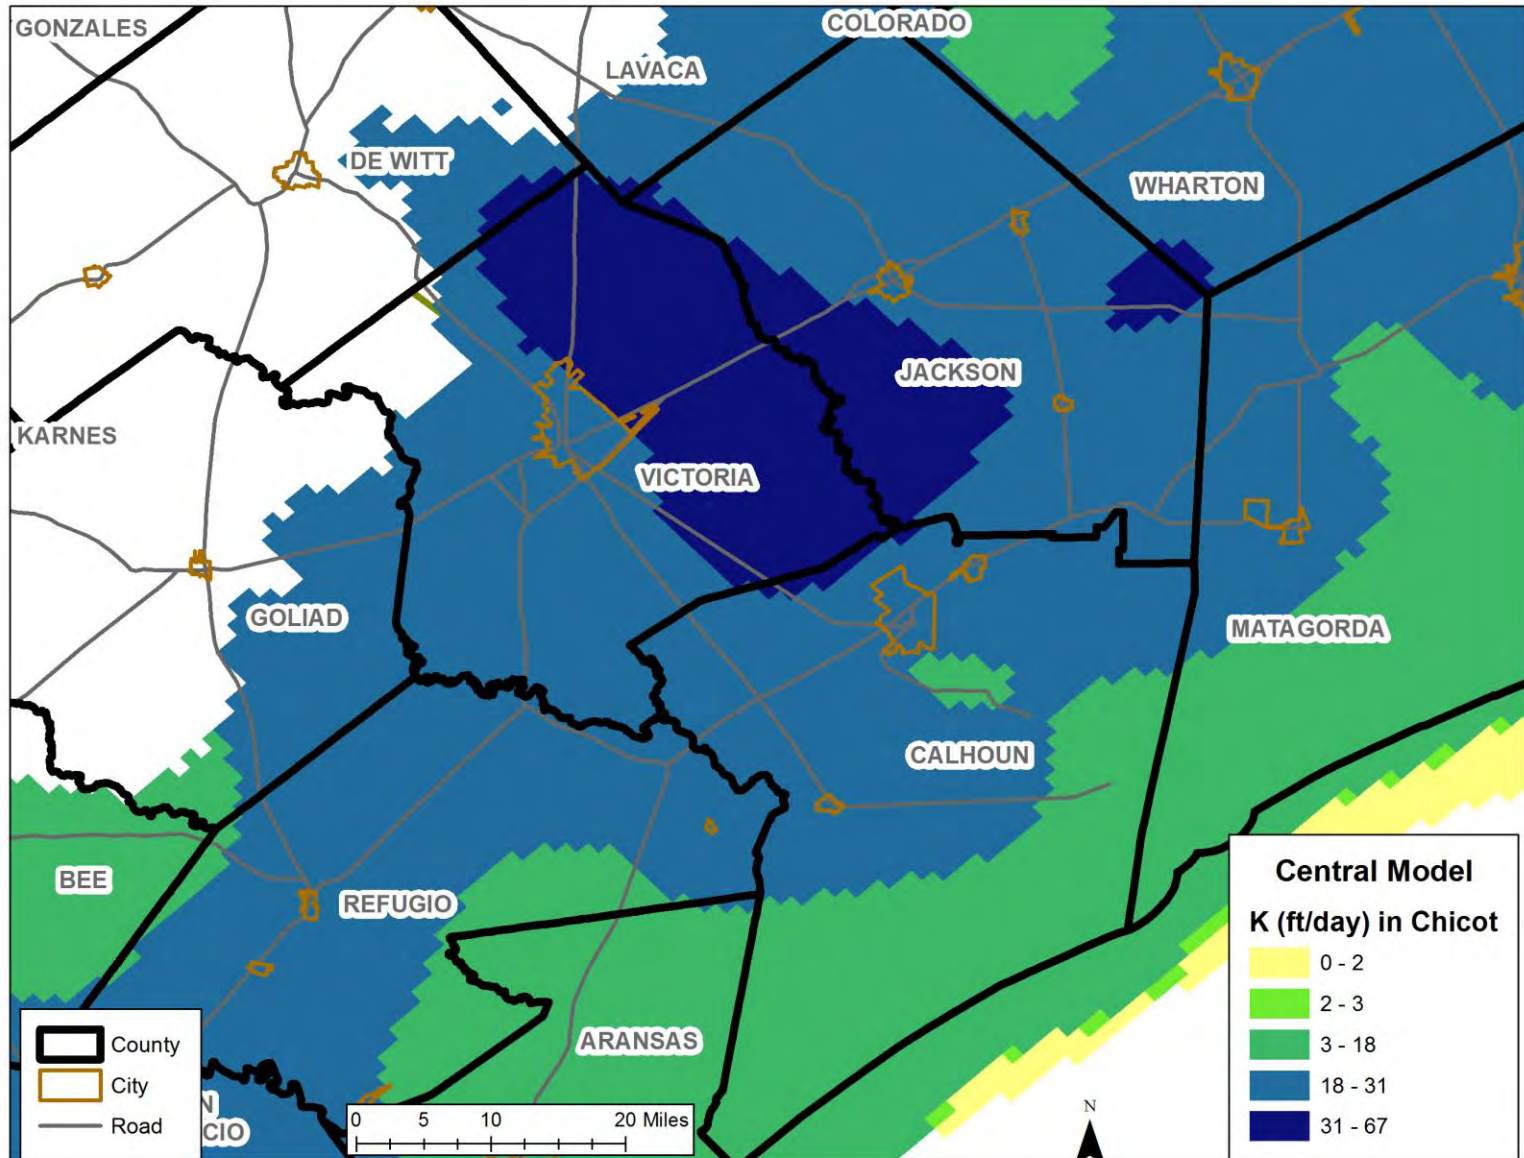 GONZALES
COLORADO
LAVACA
DE WITT
WHARTON
JACKSON
KARNES
VICTORIA
GOLIAD
MATAGORDA
CALHOUN
BEE
REFUGIO
ARANSAS
N
CIO
County
City
Road
0 5 10 20 Miles
N
Central Model
K (ft/day) in Chicot
0 - 2
2 - 3
3 - 18
18 - 31
31 - 67